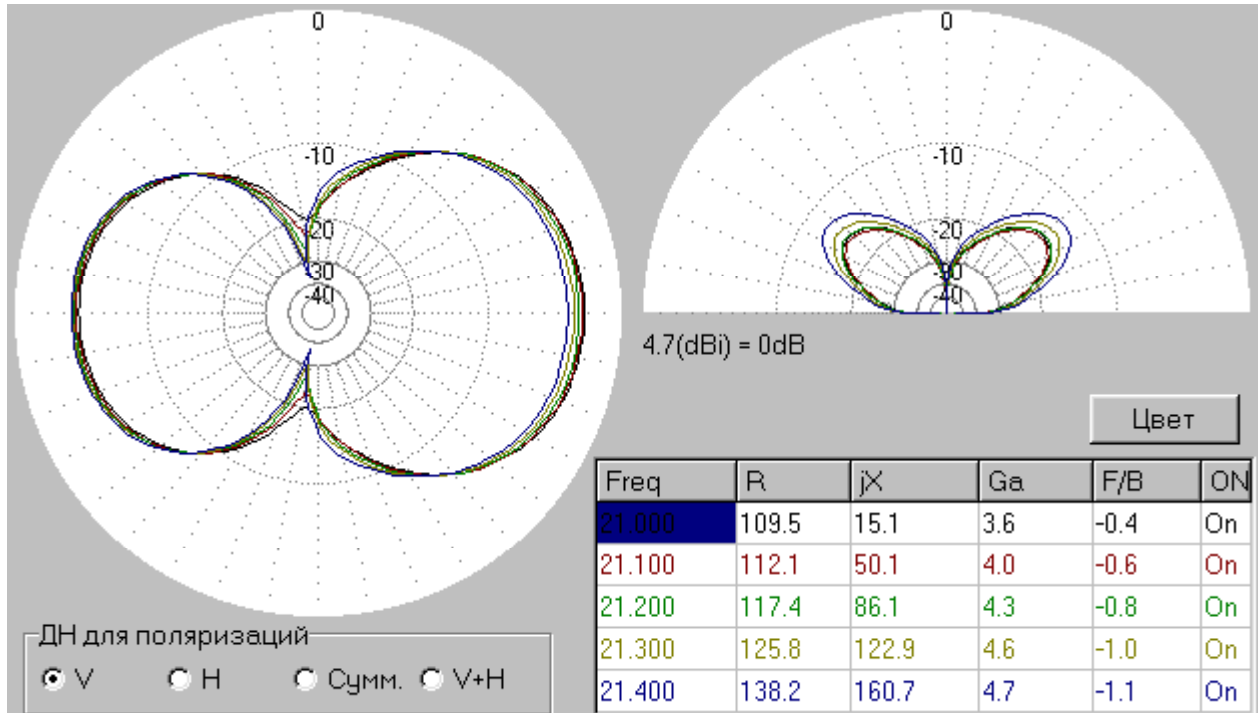 0
-10
-20
-30
-40
0
-10
-20
-30
-40
4.7(dBi) = 0dB
Цвет
Freq R jX Ga F/B ON
21.000 109.5 15.1 3.6 -0.4 On
21.100 112.1 50.1 4.0 -0.6 On
21.200 117.4 86.1 4.3 -0.8 On
21.300 125.8 122.9 4.6 -1.0 On
21.400 138.2 160.7 4.7 -1.1 On
ДН для поляризаций
V H Сумм. V+H